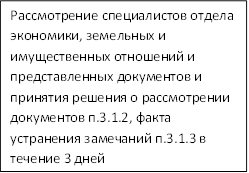 Рассмотрение специалистов отдела
экономики, земельных и
имущественных отношений и
представленных документов и
принятия решения о рассмотрении
документов п.3.1.2, факта
устранения замечаний п.3.1.3 в
течение 3 дней